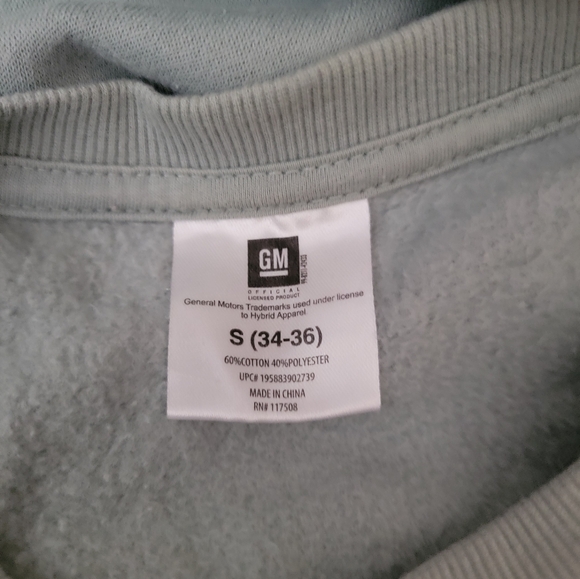 GM
OFFICIAL
LICENSED PRODUCT
General Motors Trademarks used under license
to Hybrid Apparel
S (34-36)
60%COTTON 40%POLYESTER
UPC# 195883902739
MADE IN CHINA
RN# 117508